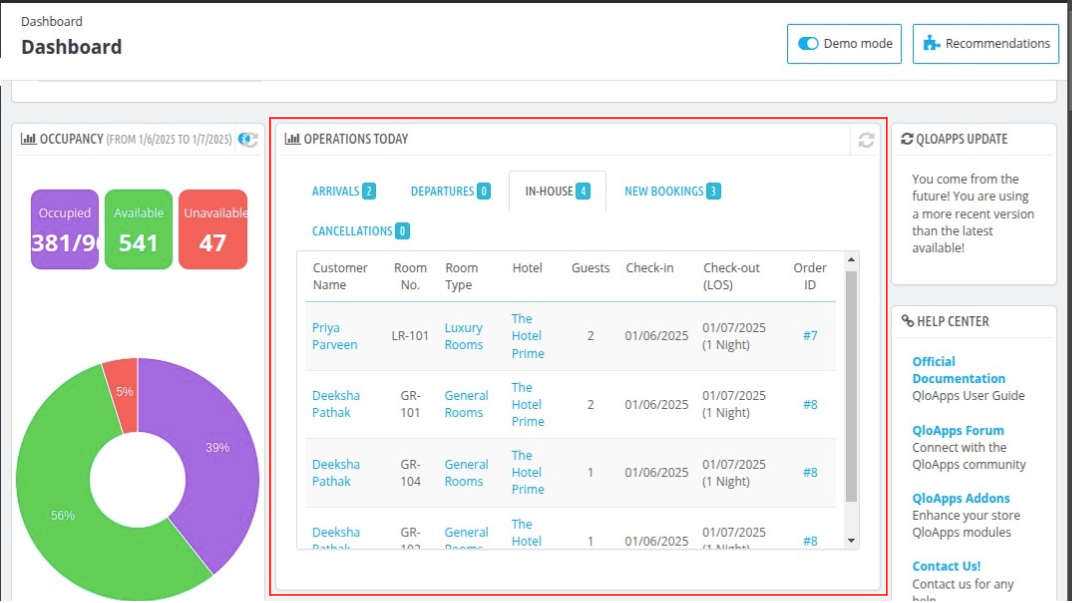 Dashboard
Dashboard
Demo mode
Recommendations
OCCUPANCY (FROM 1/6/2025 TO 1/7/2025)
Occupied
381/9
Available
541
Unavailable
47
5%
39%
56%
OPERATIONS TODAY
ARRIVALS 2
DEPARTURES 0
IN-HOUSE 4
NEW BOOKINGS 3
CANCELLATIONS 0
Customer Name
Room No.
Room Type
Hotel
Guests
Check-in
Check-out (LOS)
Order ID
Priya Parveen
LR-101
Luxury Rooms
The Hotel Prime
2
01/06/2025
01/07/2025 (1 Night)
#7
Deeksha Pathak
GR-101
General Rooms
The Hotel Prime
2
01/06/2025
01/07/2025 (1 Night)
#8
Deeksha Pathak
GR-104
General Rooms
The Hotel Prime
1
01/06/2025
01/07/2025 (1 Night)
#8
Deeksha Pathak
GR-
General Rooms
The Hotel
1
01/06/2025
01/07/2025 (1 Night)
#8
QLOAPPS UPDATE
You come from the
future! You are using
a more recent version
than the latest
available!
HELP CENTER
Official
Documentation
QloApps User Guide
QloApps Forum
Connect with the
QloApps community
QloApps Addons
Enhance your store
QloApps modules
Contact Us!
Contact us for any
help